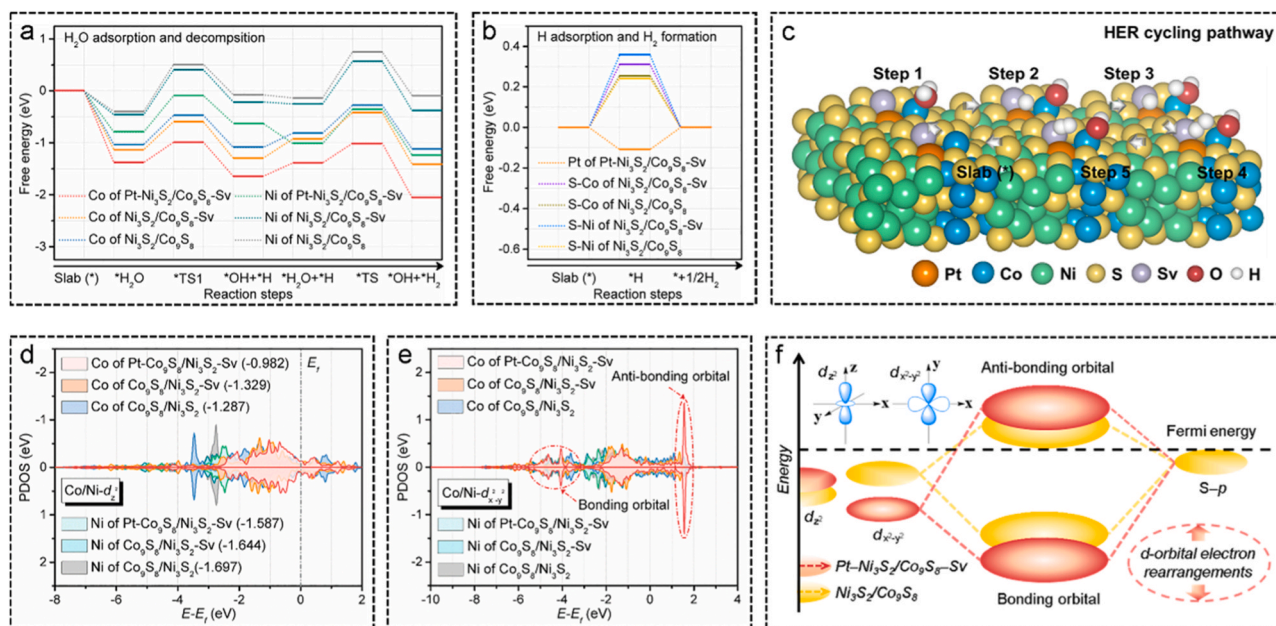 a
H₂O adsorption and decompsition
Free energy (eV)
1
0
-1
-2
-3
Co of Pt-Ni₃S₂/Co₉S₈-Sv
Co of Ni₃S₂/Co₉S₈-Sv
Co of Ni₃S₂/Co₉S₈
Ni of Pt-Ni₃S₂/Co₉S₈-Sv
Ni of Ni₃S₂/Co₉S₈-Sv
Ni of Ni₃S₂/Co₉S₈
Slab (*) *H₂O *TS1 *OH+*H *H₂O+*H *TS *OH+*H₂
Reaction steps
b
H adsorption and H₂ formation
Free energy (eV)
0.4
0.2
0.0
-0.2
-0.4
-0.6
Pt of Pt-Ni₃S₂/Co₉S₈-Sv
S-Co of Ni₃S₂/Co₉S₈-Sv
S-Co of Ni₃S₂/Co₉S₈
S-Ni of Ni₃S₂/Co₉S₈-Sv
S-Ni of Ni₃S₂/Co₉S₈
Slab (*) *H *+1/2H₂
Reaction steps
c
HER cycling pathway
Step 1 Step 2 Step 3
Slab (*) Step 5 Step 4
Pt Co Ni S Sv O H
d
PDOS
-2
-1
0
1
2
Co of Pt-Co₉S₈/Ni₃S₂-Sv (-0.982)
Co of Co₉S₈/Ni₃S₂-Sv (-1.329)
Co of Co₉S₈/Ni₃S₂ (-1.287)
E_f
Co/Ni-d_z²
Ni of Pt-Co₉S₈/Ni₃S₂-Sv (-1.587)
Ni of Co₉S₈/Ni₃S₂-Sv (-1.644)
Ni of Co₉S₈/Ni₃S₂(-1.697)
-8 -6 -4 -2 0 2
E-E_f (eV)
e
PDOS
-2
-1
0
1
2
Co of Pt-Co₉S₈/Ni₃S₂-Sv
Co of Co₉S₈/Ni₃S₂-Sv
Co of Co₉S₈/Ni₃S₂
Anti-bonding orbital
Co/Ni-d_x²-y²
Bonding orbital
Ni of Pt-Co₉S₈/Ni₃S₂-Sv
Ni of Co₉S₈/Ni₃S₂-Sv
Ni of Co₉S₈/Ni₃S₂
-10 -8 -6 -4 -2 0 2 4
E-E_f (eV)
f
Energy
d_z² z x y
d_x²-y² y x
Anti-bonding orbital
Fermi energy
S–p
d_z²
d_x²-y²
Pt–Ni₃S₂/Co₉S₈–Sv
Ni₃S₂/Co₉S₈
Bonding orbital
d-orbital electron
rearrangements